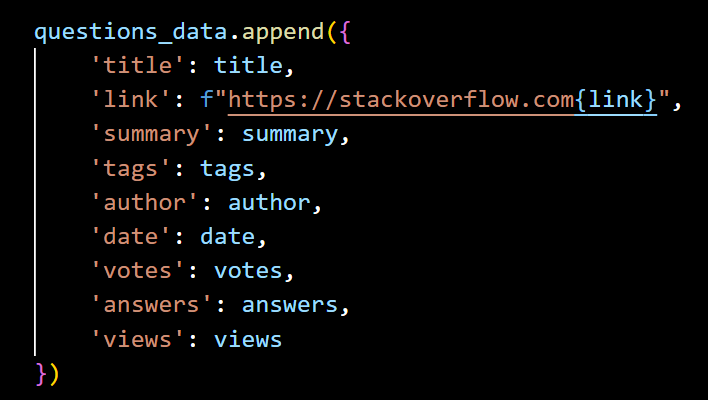 questions_data.append({
    'title': title,
    'link': f"https://stackoverflow.com{link}",
    'summary': summary,
    'tags': tags,
    'author': author,
    'date': date,
    'votes': votes,
    'answers': answers,
    'views': views
})